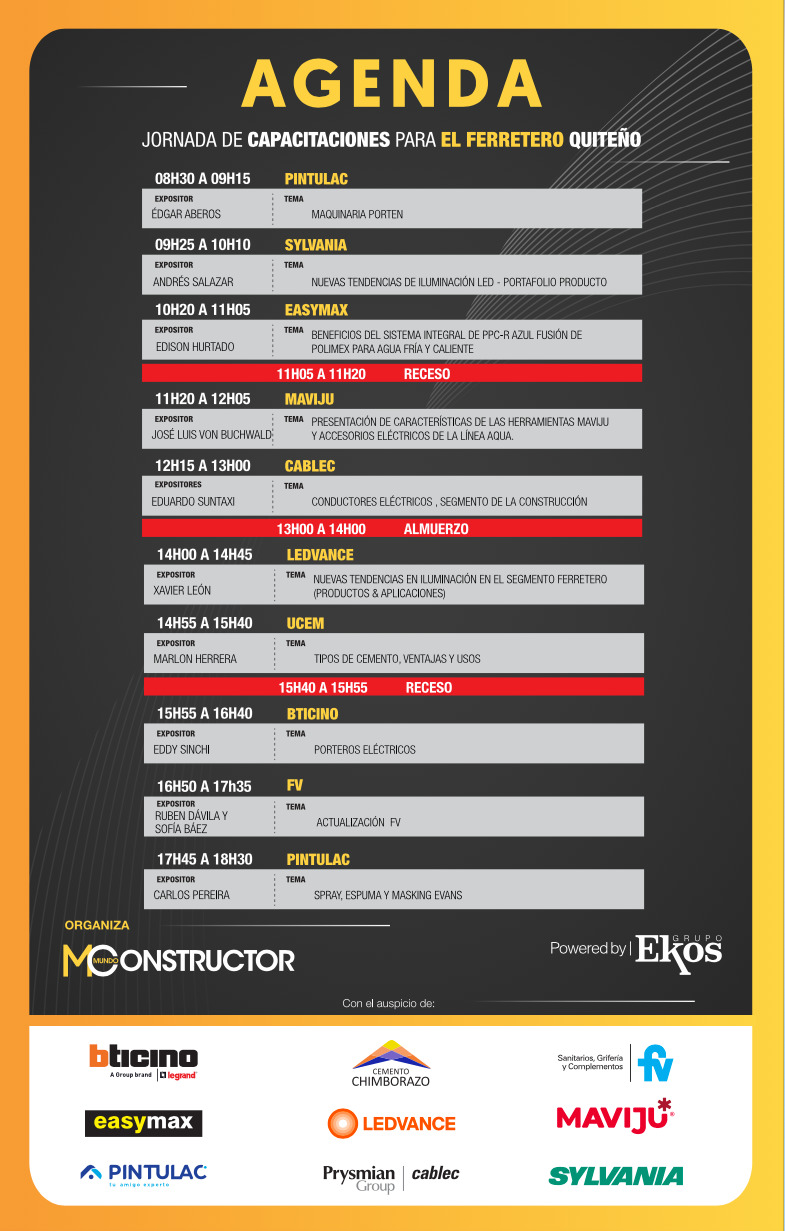 AGENDA
JORNADA DE CAPACITACIONES PARA EL FERRETERO QUITEÑO
08H30 A 09H15 PINTULAC
EXPOSITOR TEMA
ÉDGAR ABEROS MAQUINARIA PORTEN
09H25 A 10H10 SYLVANIA
EXPOSITOR TEMA
ANDRÉS SALAZAR NUEVAS TENDENCIAS DE ILUMINACIÓN LED - PORTAFOLIO PRODUCTO
10H20 A 11H05 EASYMAX
EXPOSITOR TEMA BENEFICIOS DEL SISTEMA INTEGRAL DE PPC-R AZUL FUSIÓN DE
EDISON HURTADO POLIMEX PARA AGUA FRÍA Y CALIENTE
11H05 A 11H20 RECESO
11H20 A 12H05 MAVIJU
EXPOSITOR TEMA PRESENTACIÓN DE CARACTERÍSTICAS DE LAS HERRAMIENTAS MAVIJU
JOSÉ LUIS VON BUCHWALD Y ACCESORIOS ELÉCTRICOS DE LA LÍNEA AQUA.
12H15 A 13H00 CABLEC
EXPOSITORES TEMA
EDUARDO SUNTAXI CONDUCTORES ELÉCTRICOS , SEGMENTO DE LA CONSTRUCCIÓN
13H00 A 14H00 ALMUERZO
14H00 A 14H45 LEDVANCE
EXPOSITOR TEMA NUEVAS TENDENCIAS EN ILUMINACIÓN EN EL SEGMENTO FERRETERO
XAVIER LEÓN (PRODUCTOS & APLICACIONES)
14H55 A 15H40 UCEM
EXPOSITOR TEMA
MARLON HERRERA TIPOS DE CEMENTO, VENTAJAS Y USOS
15H40 A 15H55 RECESO
15H55 A 16H40 BTICINO
EXPOSITOR TEMA
EDDY SINCHI PORTEROS ELÉCTRICOS
16H50 A 17h35 FV
EXPOSITOR TEMA
RUBEN DÁVILA Y
SOFÍA BÁEZ ACTUALIZACIÓN FV
17H45 A 18H30 PINTULAC
EXPOSITOR TEMA
CARLOS PEREIRA SPRAY, ESPUMA Y MASKING EVANS
ORGANIZA
MUNDO CONSTRUCTOR
Powered by | GRUPO Ekos
Con el auspicio de:
bticino
A Group brand legrand
CEMENTO
CHIMBORAZO
Sanitarios, Grifería
y Complementos
fv
easymax
LEDVANCE
MAVIJU®
PINTULAC
tu amigo experto
Prysmian
Group
cablec
SYLVANIA